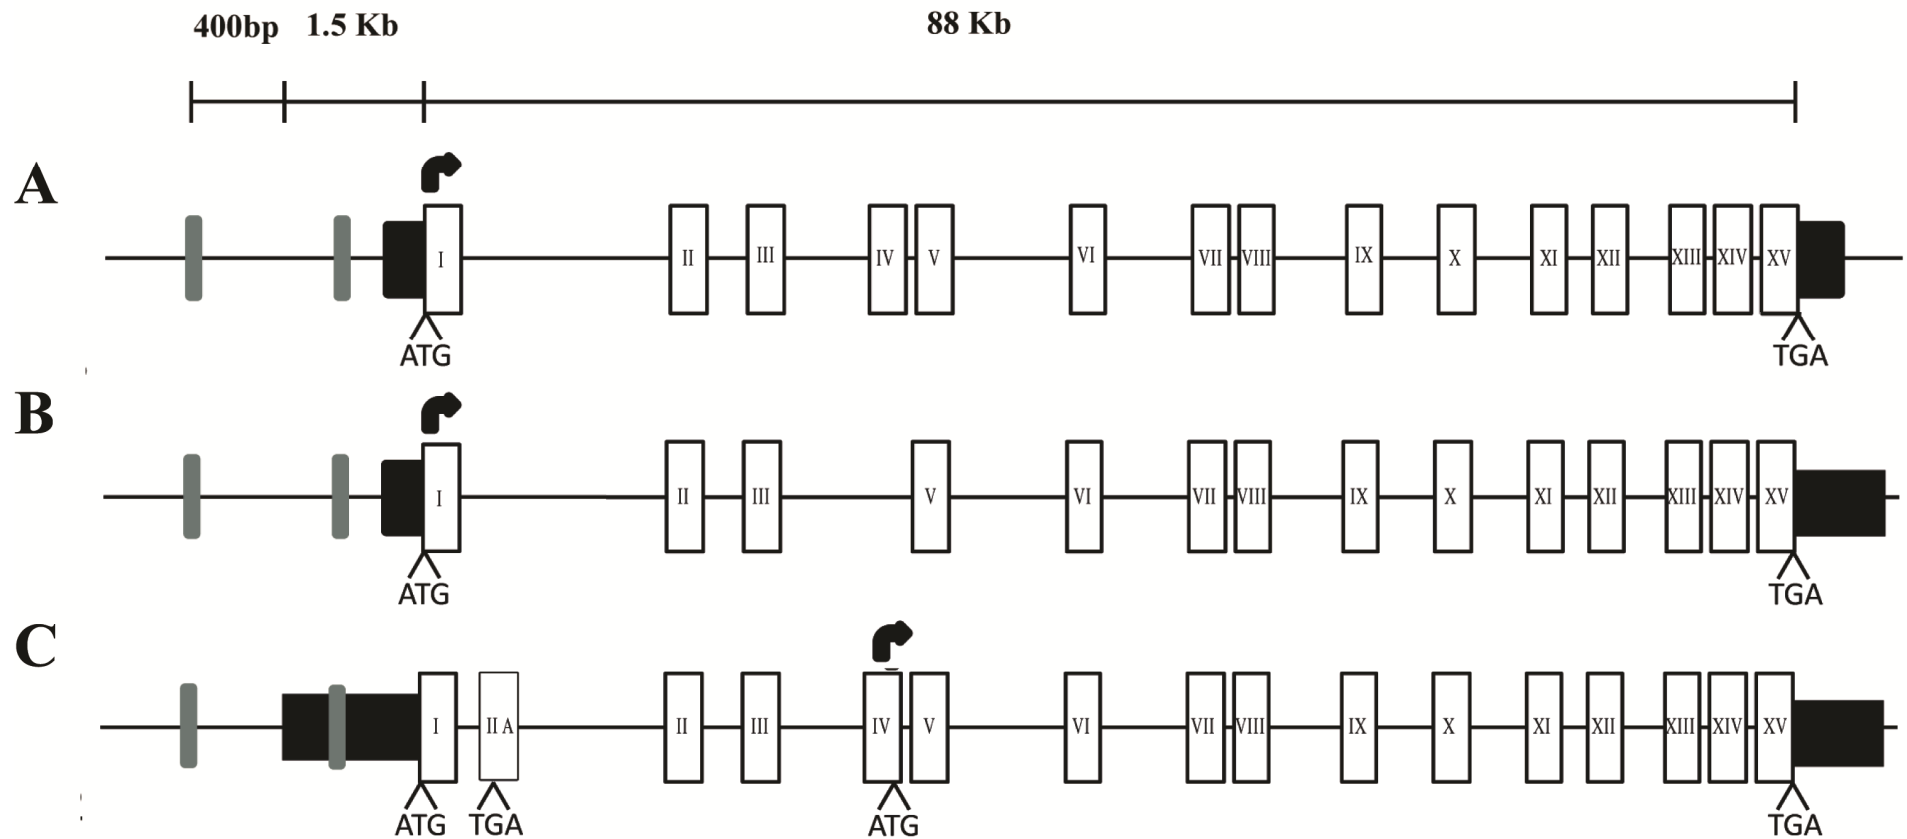 400bp 1.5 Kb 88 Kb
A
I II III IV V VI VII VIII IX X XI XII XIII XIV XV
ATG TGA
B
I II III V VI VII VIII IX X XI XII XIII XIV XV
ATG TGA
C
I II A II III IV V VI VII VIII IX X XI XII XIII XIV XV
ATG TGA ATG TGA